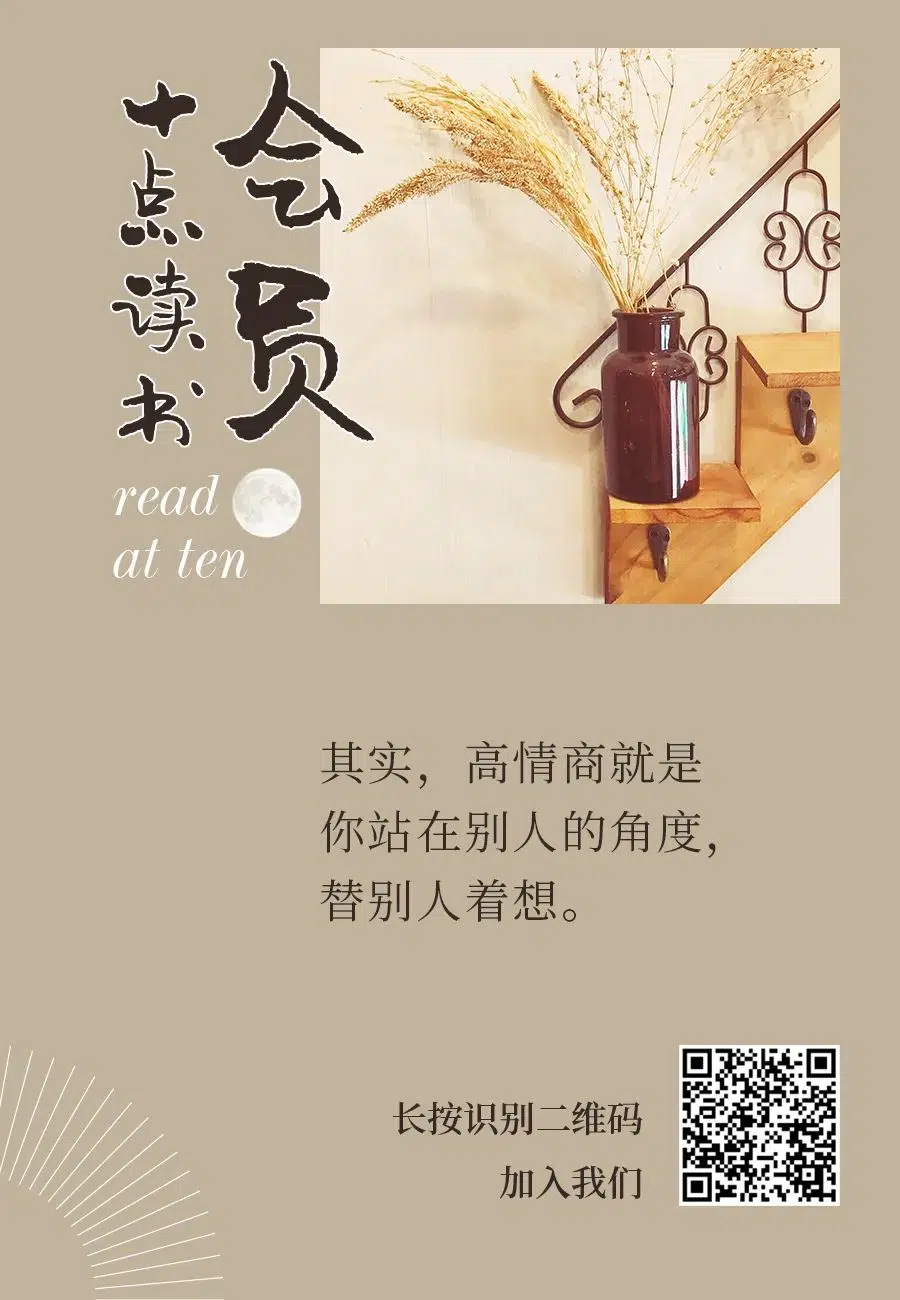 十点读书
会员
read
at ten
其实，高情商就是
你站在别人的角度，
替别人着想。
长按识别二维码
加入我们